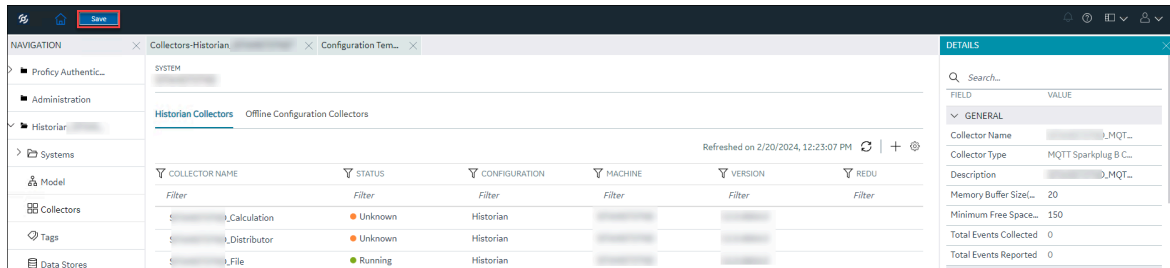 Save
NAVIGATION
Collectors-Historian
Configuration Tem...
DETAILS
Proficy Authentic...
Administration
Historian
Systems
Model
Collectors
Tags
Data Stores
SYSTEM
Historian Collectors Offline Configuration Collectors
Refreshed on 2/20/2024, 12:23:07 PM
COLLECTOR NAME STATUS CONFIGURATION MACHINE VERSION REDU
Filter Filter Filter Filter Filter Filter
_Calculation Unknown Historian
_Distributor Unknown Historian
_File Running Historian
Search...
FIELD VALUE
GENERAL
Collector Name _MQT...
Collector Type MQTT Sparkplug B C...
Description _MQT...
Memory Buffer Size(... 20
Minimum Free Space... 150
Total Events Collected 0
Total Events Reported 0